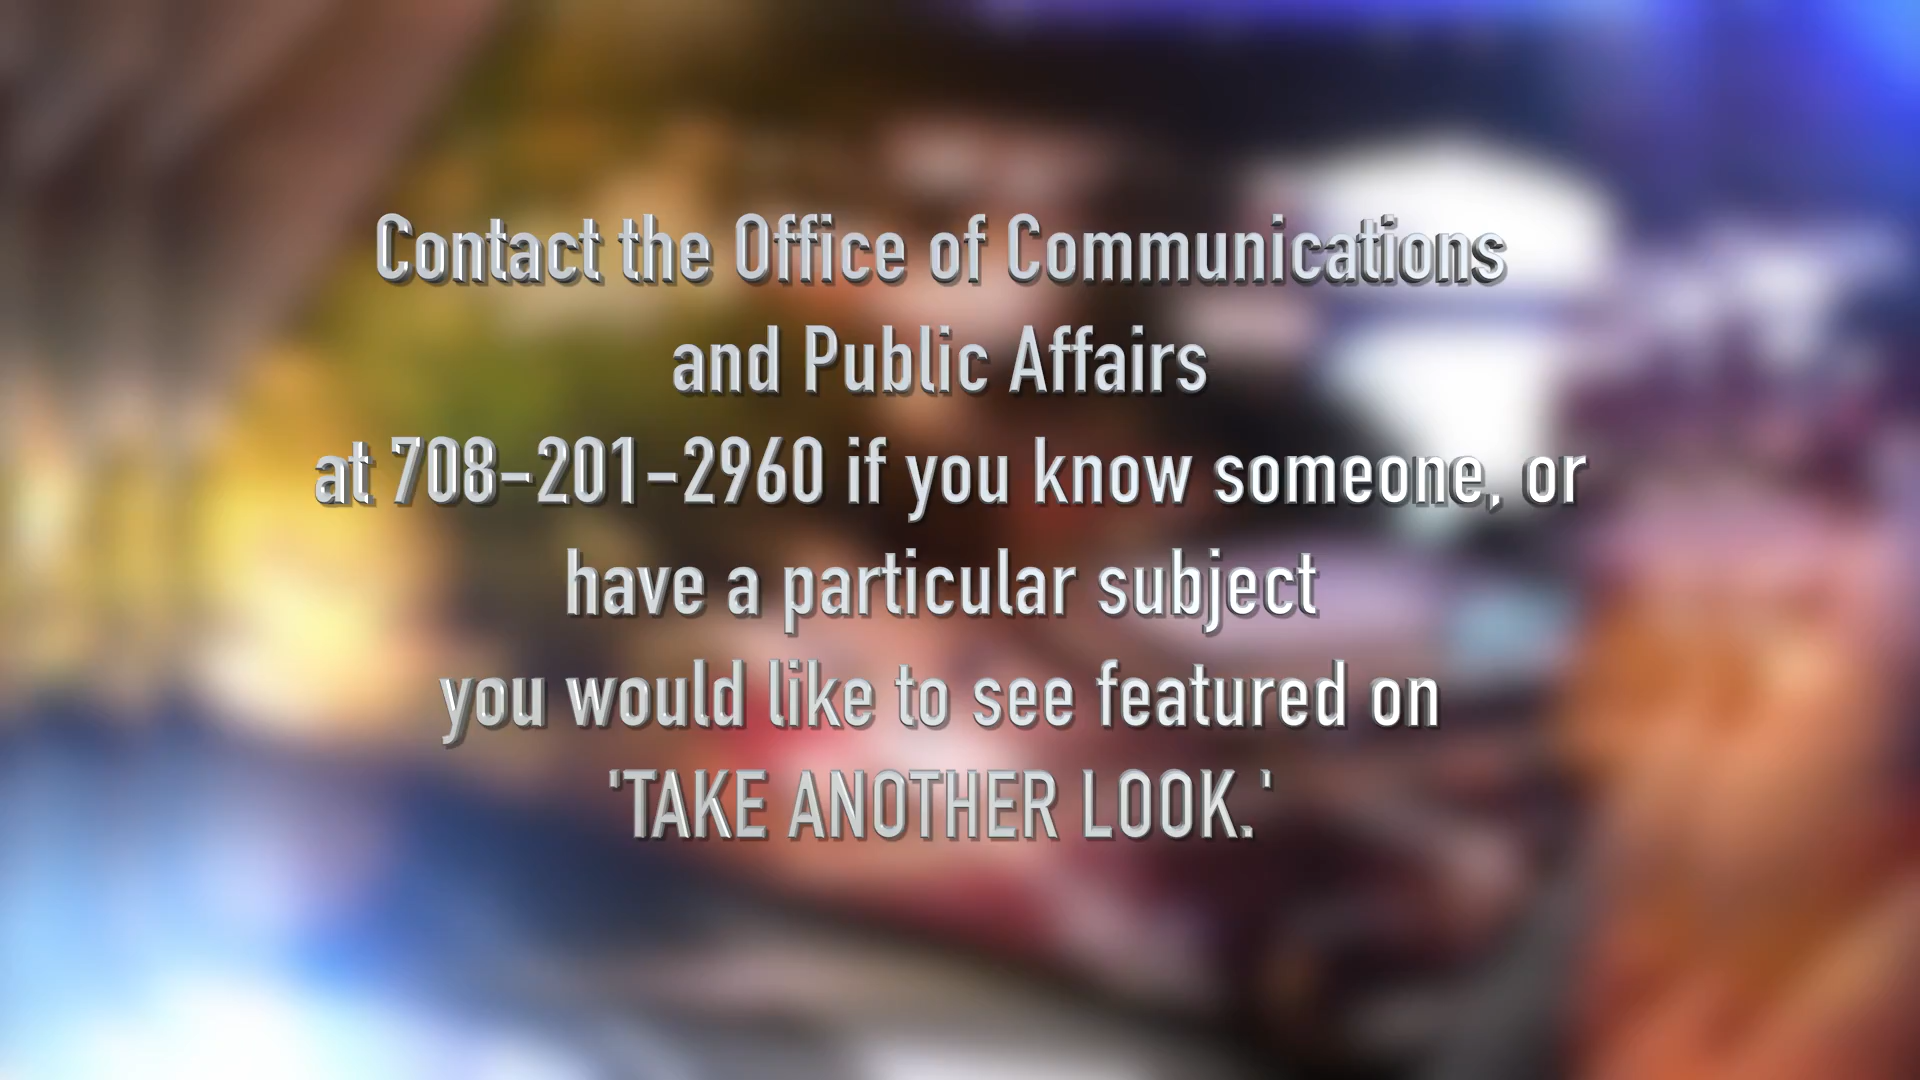 Contact the Office of Communications
and Public Affairs
at 708-201-2960 if you know someone, or
have a particular subject
you would like to see featured on
'TAKE ANOTHER LOOK.'